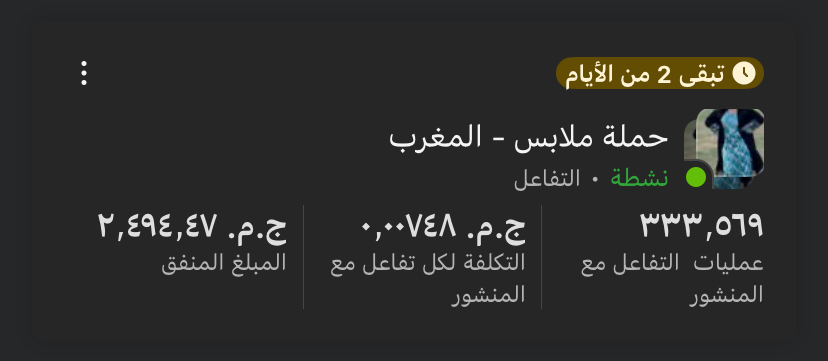 تبقى 2 من الأيام
حملة ملابس - المغرب
نشطة • التفاعل
٣٣٣,٥٦٩
عمليات التفاعل مع
المنشور
ج.م. ٠,٠٠٧٤٨
التكلفة لكل تفاعل مع
المنشور
ج.م. ٢,٤٩٤,٤٧
المبلغ المنفق